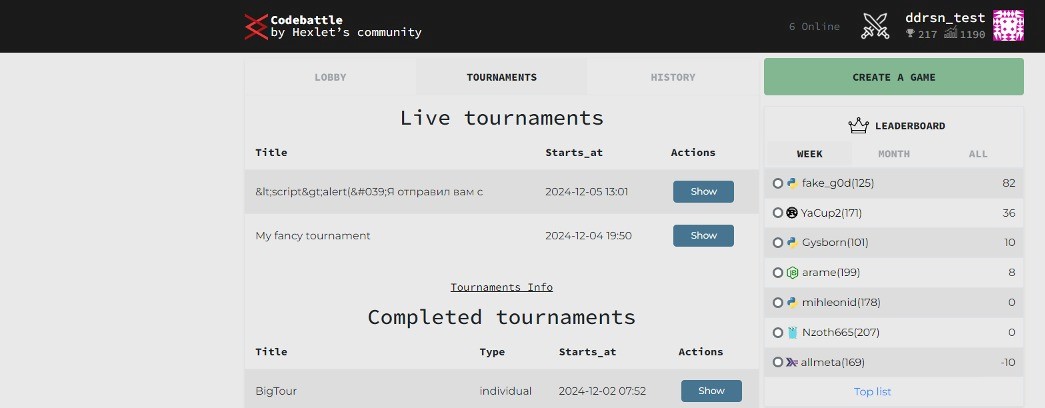 Codebattle
by Hexlet's community
6 Online
ddrsn_test
217 1190
LOBBY TOURNAMENTS HISTORY
Live tournaments
Title Starts_at Actions
&lt;script&gt;alert(&#039;Я отправил вам с 2024-12-05 13:01 Show
My fancy tournament 2024-12-04 19:50 Show
Tournaments Info
Completed tournaments
Title Type Starts_at Actions
BigTour individual 2024-12-02 07:52 Show
CREATE A GAME
LEADERBOARD
WEEK MONTH ALL
fake_g0d(125) 82
YaCup2(171) 36
Gysborn(101) 10
JS arame(199) 8
mihleonid(178) 0
Nzoth665(207) 0
allmeta(169) -10
Top list